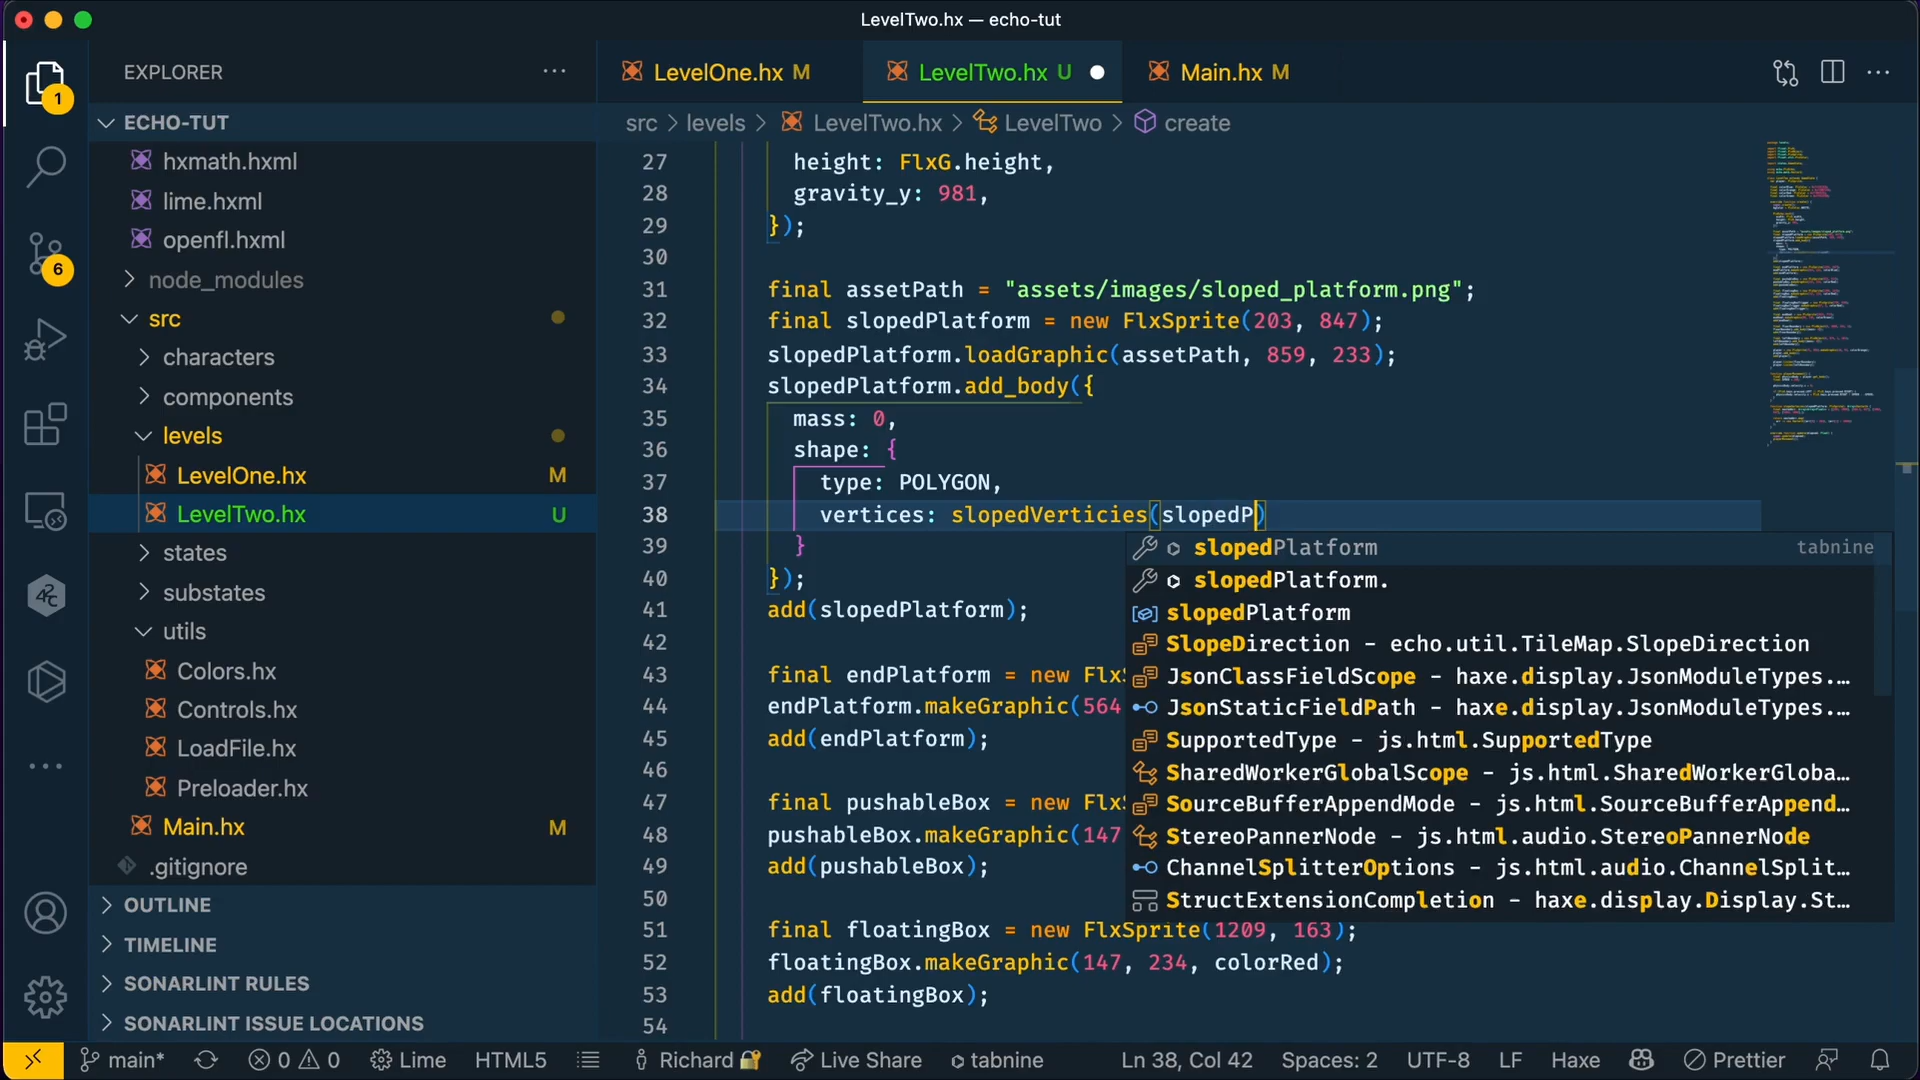 LevelTwo.hx — echo-tut
EXPLORER
LevelOne.hx M
LevelTwo.hx U
Main.hx M
1
ECHO-TUT
src > levels > LevelTwo.hx > LevelTwo > create
hxmath.hxml
lime.hxml
openfl.hxml
node_modules
src
characters
components
levels
LevelOne.hx M
LevelTwo.hx U
states
substates
utils
Colors.hx
Controls.hx
LoadFile.hx
Preloader.hx
Main.hx M
.gitignore
OUTLINE
TIMELINE
SONARLINT RULES
SONARLINT ISSUE LOCATIONS
6
27 height: FlxG.height,
28 gravity_y: 981,
29 });
30
31 final assetPath = "assets/images/sloped_platform.png";
32 final slopedPlatform = new FlxSprite(203, 847);
33 slopedPlatform.loadGraphic(assetPath, 859, 233);
34 slopedPlatform.add_body({
35 mass: 0,
36 shape: {
37 type: POLYGON,
38 vertices: slopedVerticies(slopedP)
39 }
40 });
41 add(slopedPlatform);
42
43 final endPlatform = new FlxS
44 endPlatform.makeGraphic(564
45 add(endPlatform);
46
47 final pushableBox = new FlxS
48 pushableBox.makeGraphic(147
49 add(pushableBox);
50
51 final floatingBox = new FlxSprite(1209, 163);
52 floatingBox.makeGraphic(147, 234, colorRed);
53 add(floatingBox);
54
slopedPlatform tabnine
slopedPlatform.
slopedPlatform
SlopeDirection – echo.util.TileMap.SlopeDirection
JsonClassFieldScope – haxe.display.JsonModuleTypes.…
JsonStaticFieldPath – haxe.display.JsonModuleTypes.…
SupportedType – js.html.SupportedType
SharedWorkerGlobalScope – js.html.SharedWorkerGloba…
SourceBufferAppendMode – js.html.SourceBufferAppend…
StereoPannerNode – js.html.audio.StereoPannerNode
ChannelSplitterOptions – js.html.audio.ChannelSplit…
StructExtensionCompletion – haxe.display.Display.St…
main* 0 0 Lime HTML5 Richard Live Share tabnine Ln 38, Col 42 Spaces: 2 UTF-8 LF Haxe Prettier